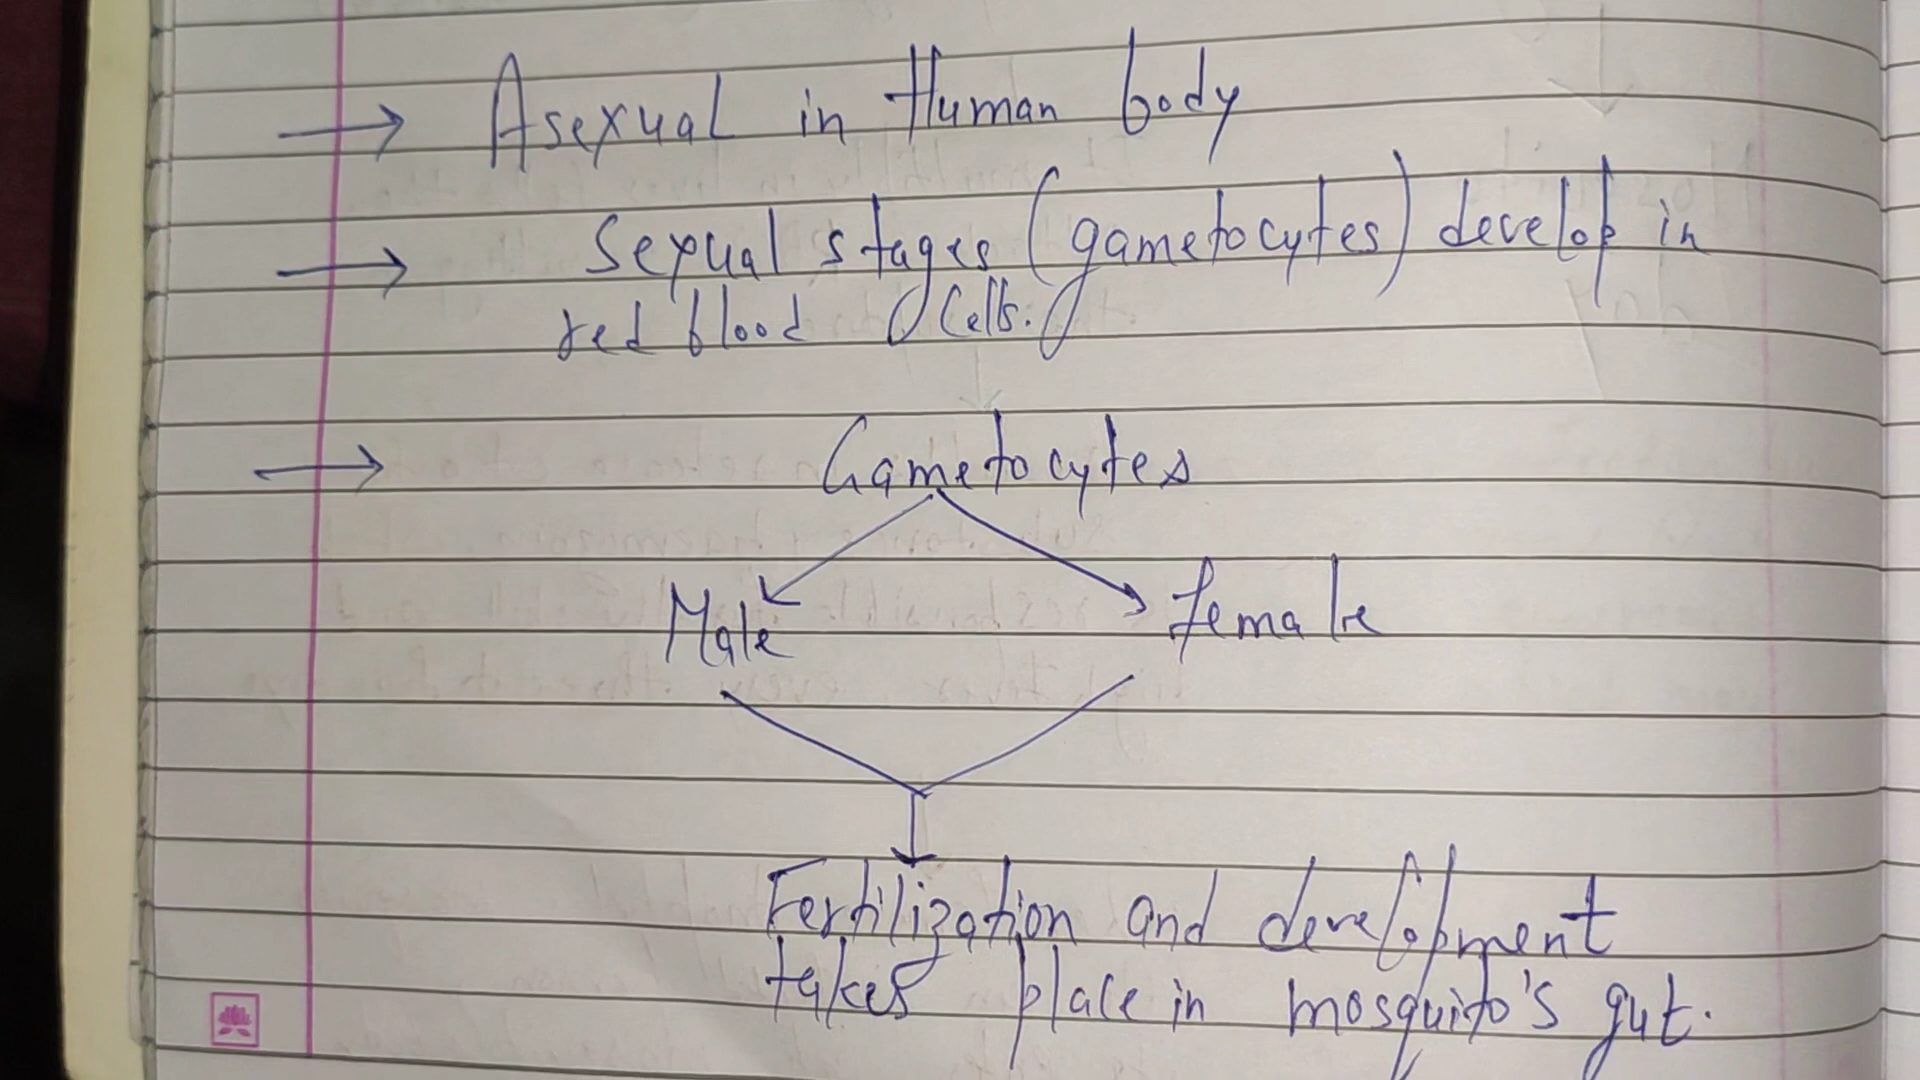 → Asexual in Human body
→ Sexual stages (gametocytes) develop in
red blood cells.
→ Gametocytes
Male female
Fertilization and development
takes place in mosquito's gut.